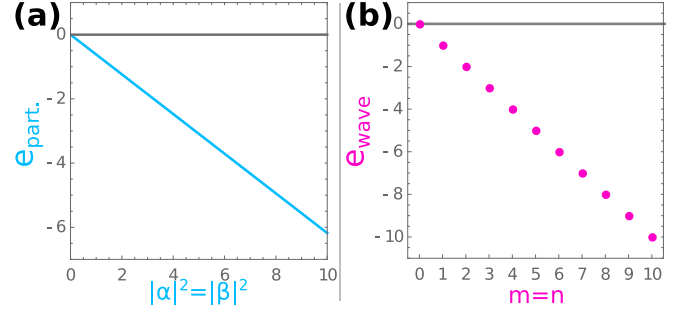 (a)
0
- 2
- 4
- 6
e_part.
0 2 4 6 8 10
|α|²=|β|²
(b)
0
- 2
- 4
- 6
- 8
- 10
e_wave
0 1 2 3 4 5 6 7 8 9 10
m=n